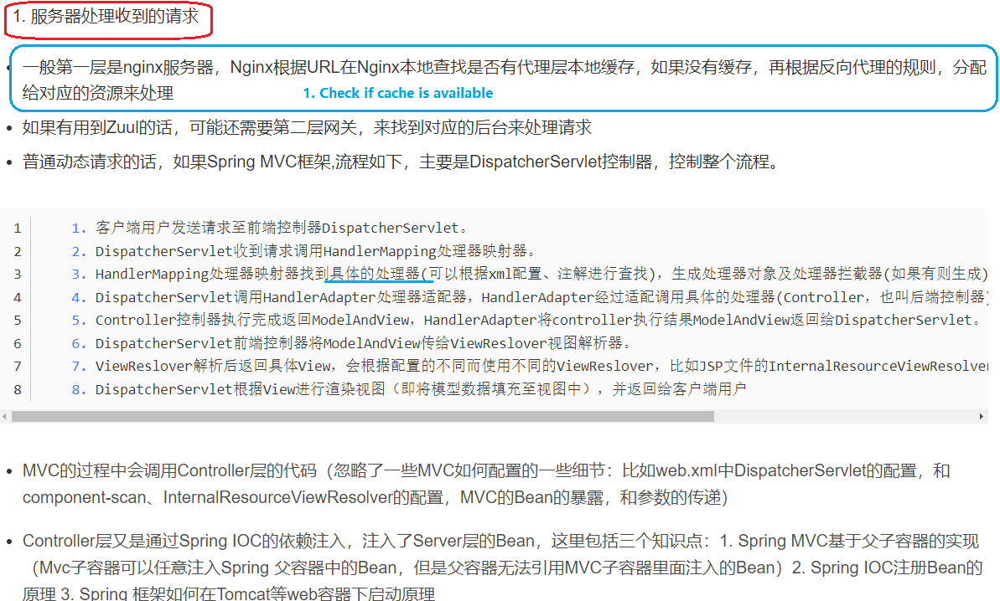 1. 服务器处理收到的请求
一般第一层是nginx服务器，Nginx根据URL在Nginx本地查找是否有代理层本地缓存，如果没有缓存，再根据反向代理的规则，分配
给对应的资源来处理
1. Check if cache is available
如果有用到Zuul的话，可能还需要第二层网关，来找到对应的后台来处理请求
普通动态请求的话，如果Spring MVC框架,流程如下，主要是DispatcherServlet控制器，控制整个流程。
1 1. 客户端用户发送请求至前端控制器DispatcherServlet。
2 2. DispatcherServlet收到请求调用HandlerMapping处理器映射器。
3 3. HandlerMapping处理器映射器找到具体的处理器(可以根据xml配置、注解进行查找)，生成处理器对象及处理器拦截器(如果有则生成)
4 4. DispatcherServlet调用HandlerAdapter处理器适配器，HandlerAdapter经过适配调用具体的处理器(Controller，也叫后端控制器)
5 5. Controller控制器执行完成返回ModelAndView，HandlerAdapter将controller执行结果ModelAndView返回给DispatcherServlet。
6 6. DispatcherServlet前端控制器将ModelAndView传给ViewReslover视图解析器。
7 7. ViewReslover解析后返回具体View，会根据配置的不同而使用不同的ViewReslover，比如JSP文件的InternalResourceViewResolver
8 8. DispatcherServlet根据View进行渲染视图（即将模型数据填充至视图中），并返回给客户端用户
MVC的过程中会调用Controller层的代码（忽略了一些MVC如何配置的一些细节：比如web.xml中DispatcherServlet的配置，和
component-scan、InternalResourceViewResolver的配置，MVC的Bean的暴露，和参数的传递）
Controller层又是通过Spring IOC的依赖注入，注入了Server层的Bean，这里包括三个知识点：1. Spring MVC基于父子容器的实现
（Mvc子容器可以任意注入Spring 父容器中的Bean，但是父容器无法引用MVC子容器里面注入的Bean）2. Spring IOC注册Bean的
原理 3. Spring 框架如何在Tomcat等web容器下启动原理